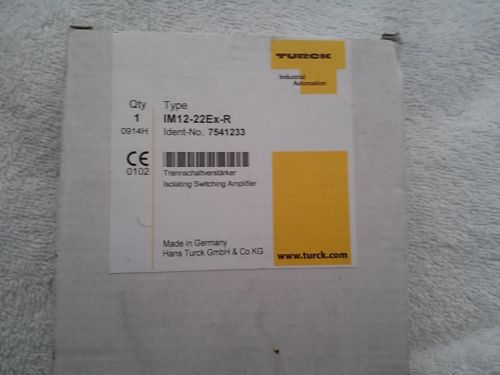 TURCK
Industrial
Automation
Qty Type
1 IM12-22Ex-R
0914H Ident-No. 7541233
CE
0102
Trennschaltverstärker
Isolating Switching Amplifier
Made in Germany
Hans Turck GmbH & Co KG
www.turck.com